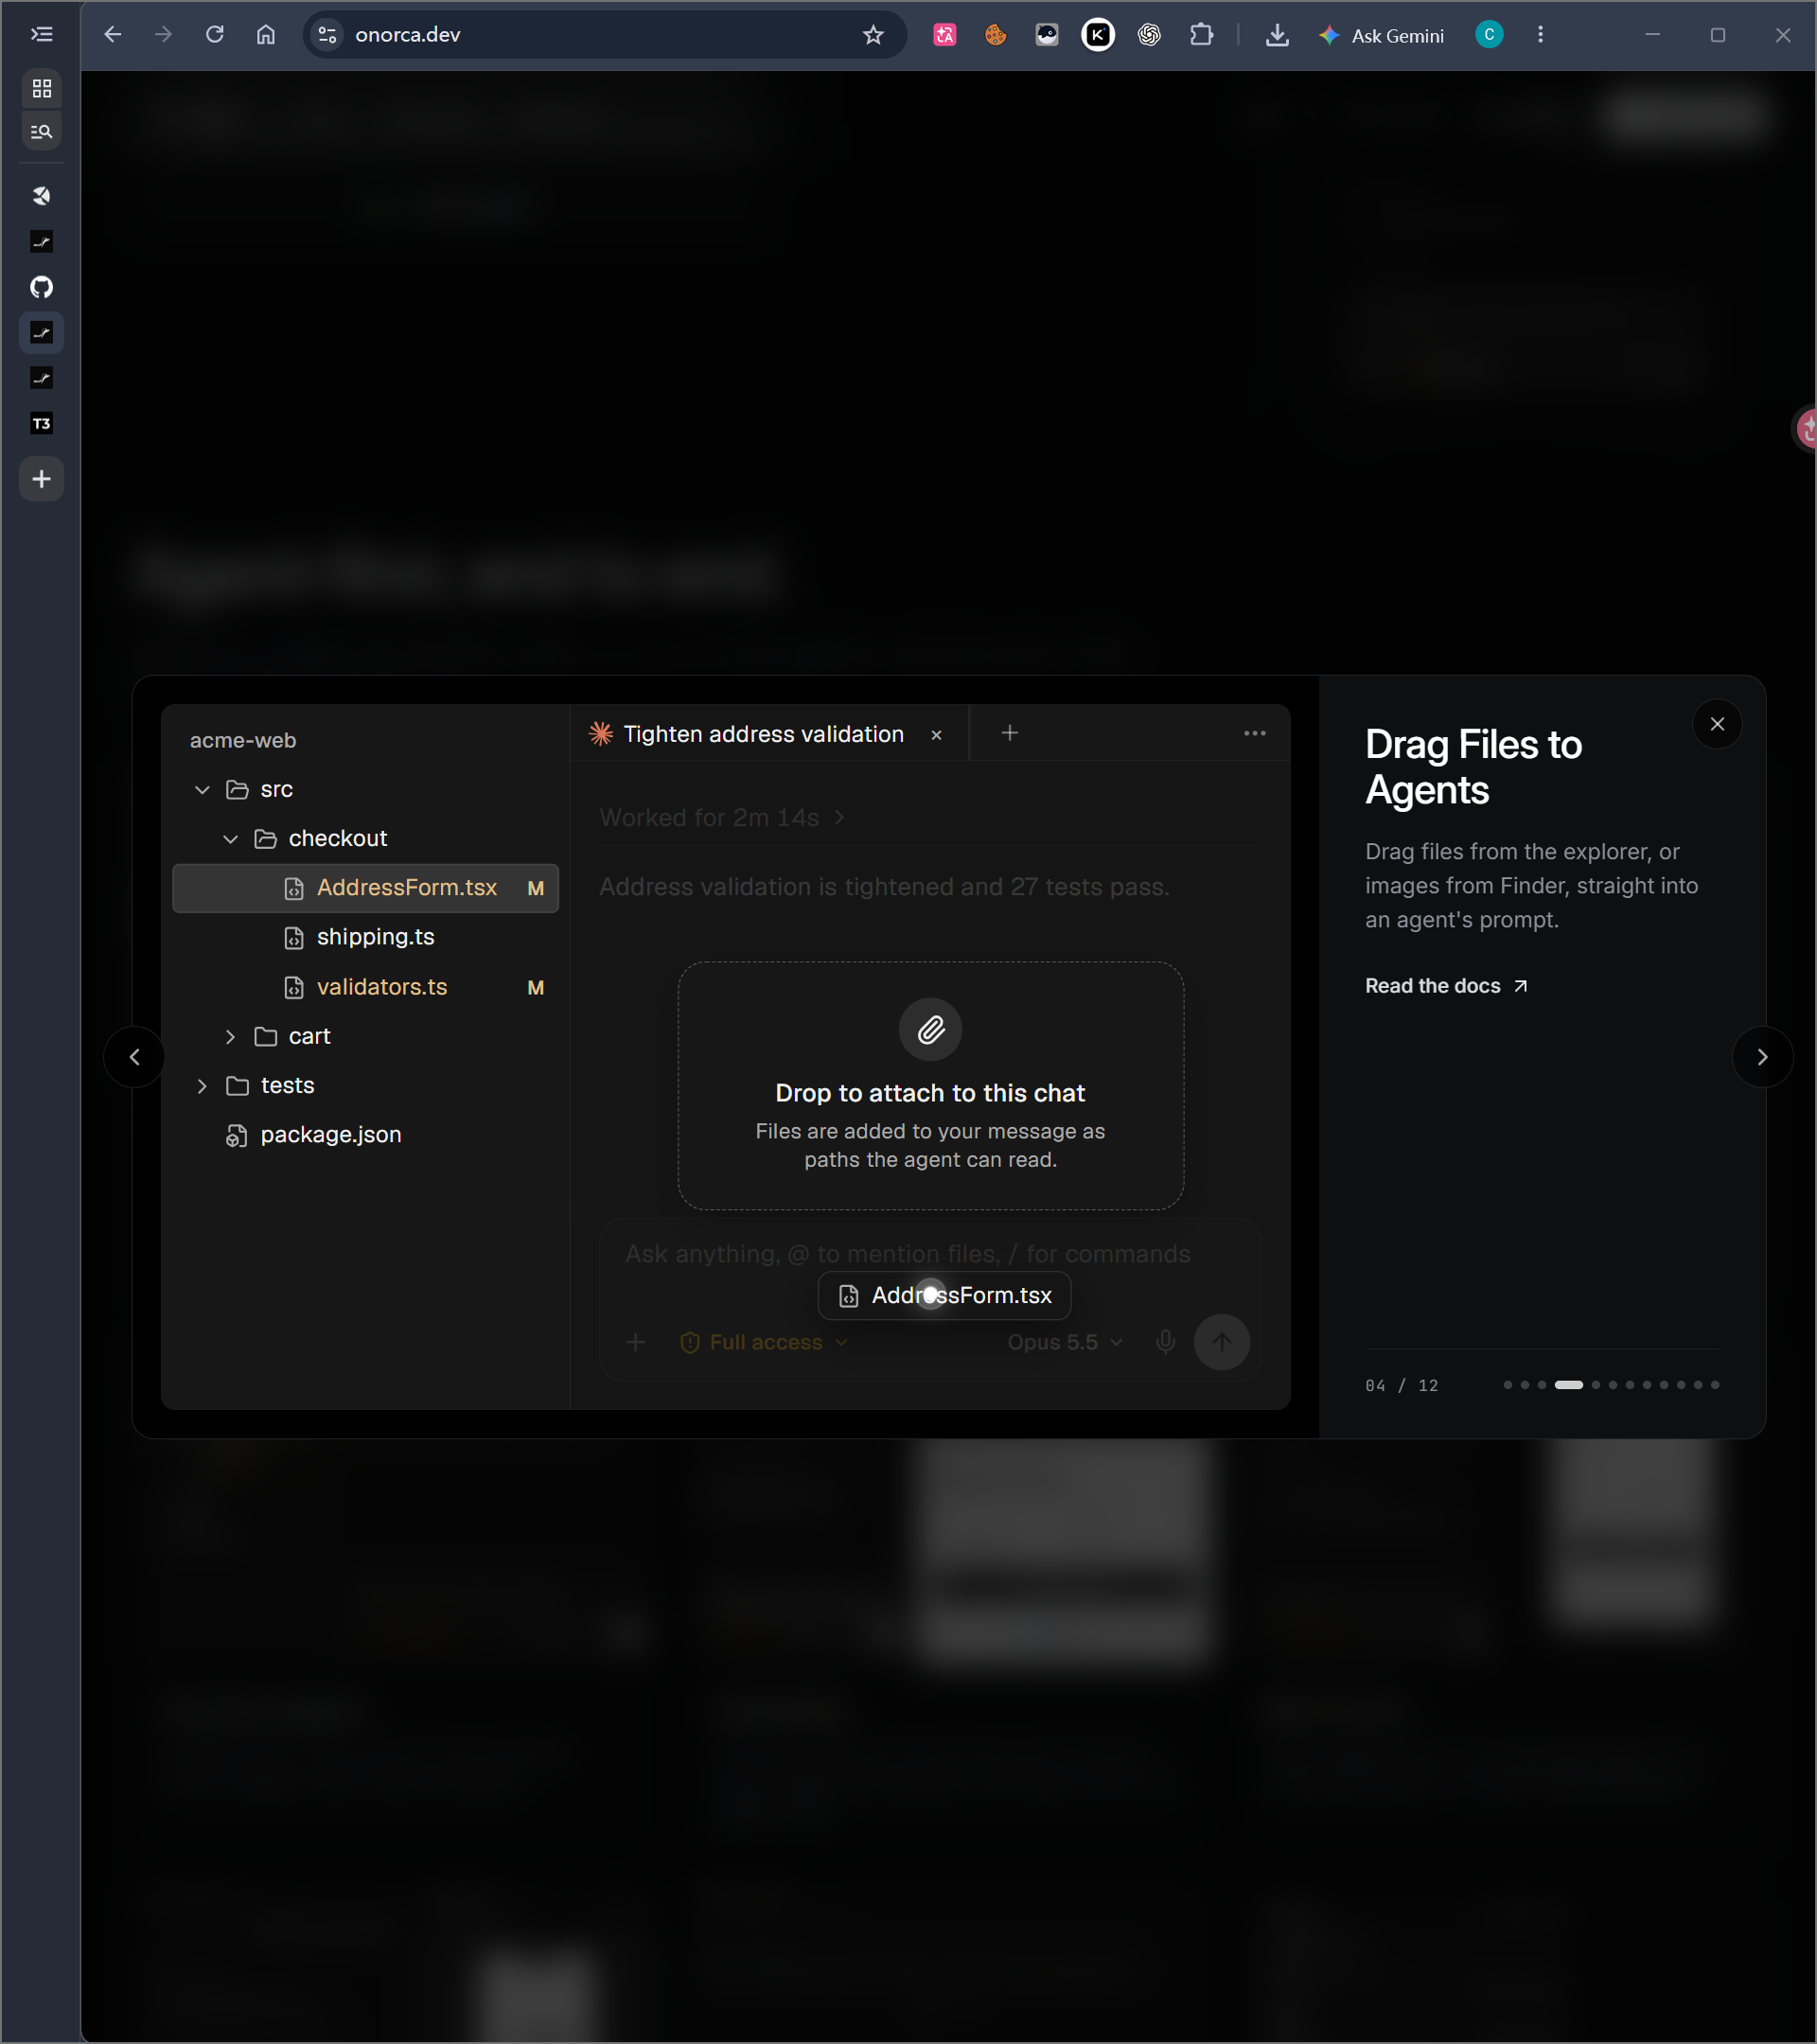 onorca.dev
Ask Gemini
C
T3
acme-web
src
checkout
AddressForm.tsx M
shipping.ts
validators.ts M
cart
tests
package.json
Tighten address validation
Worked for 2m 14s
Address validation is tightened and 27 tests pass.
Drop to attach to this chat
Files are added to your message as
paths the agent can read.
Ask anything, @ to mention files, / for commands
AddressForm.tsx
Full access
Opus 5.5
Drag Files to
Agents
Drag files from the explorer, or
images from Finder, straight into
an agent's prompt.
Read the docs
04 / 12